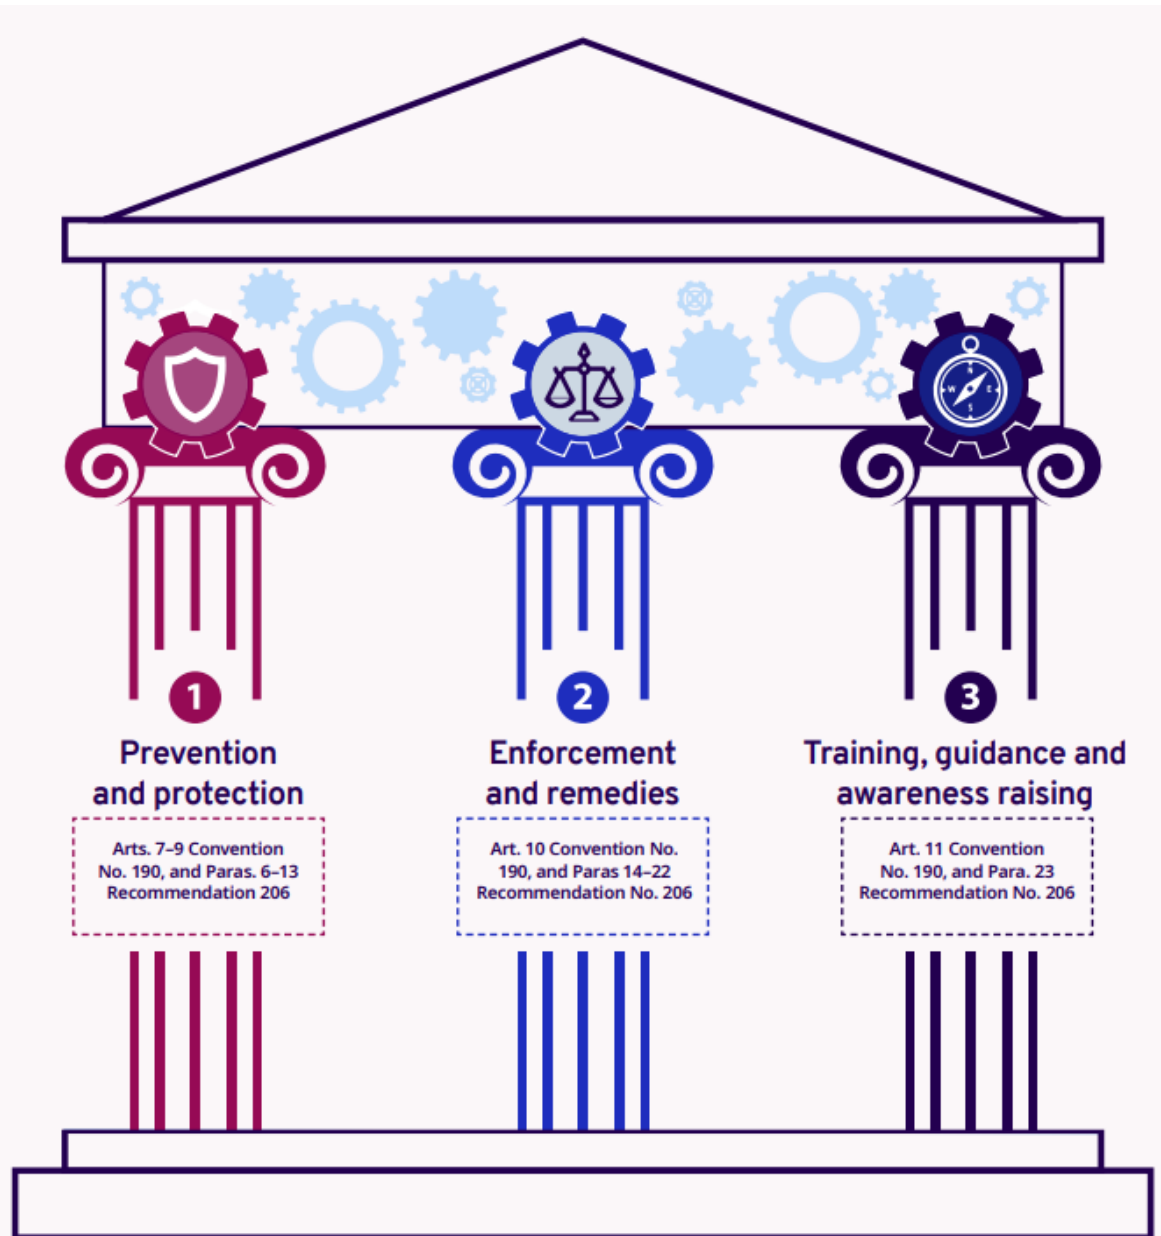 N
W E
S
1
Prevention
and protection
Arts. 7–9 Convention
No. 190, and Paras. 6–13
Recommendation 206
2
Enforcement
and remedies
Art. 10 Convention No.
190, and Paras 14–22
Recommendation No. 206
3
Training, guidance and
awareness raising
Art. 11 Convention
No. 190, and Para. 23
Recommendation No. 206